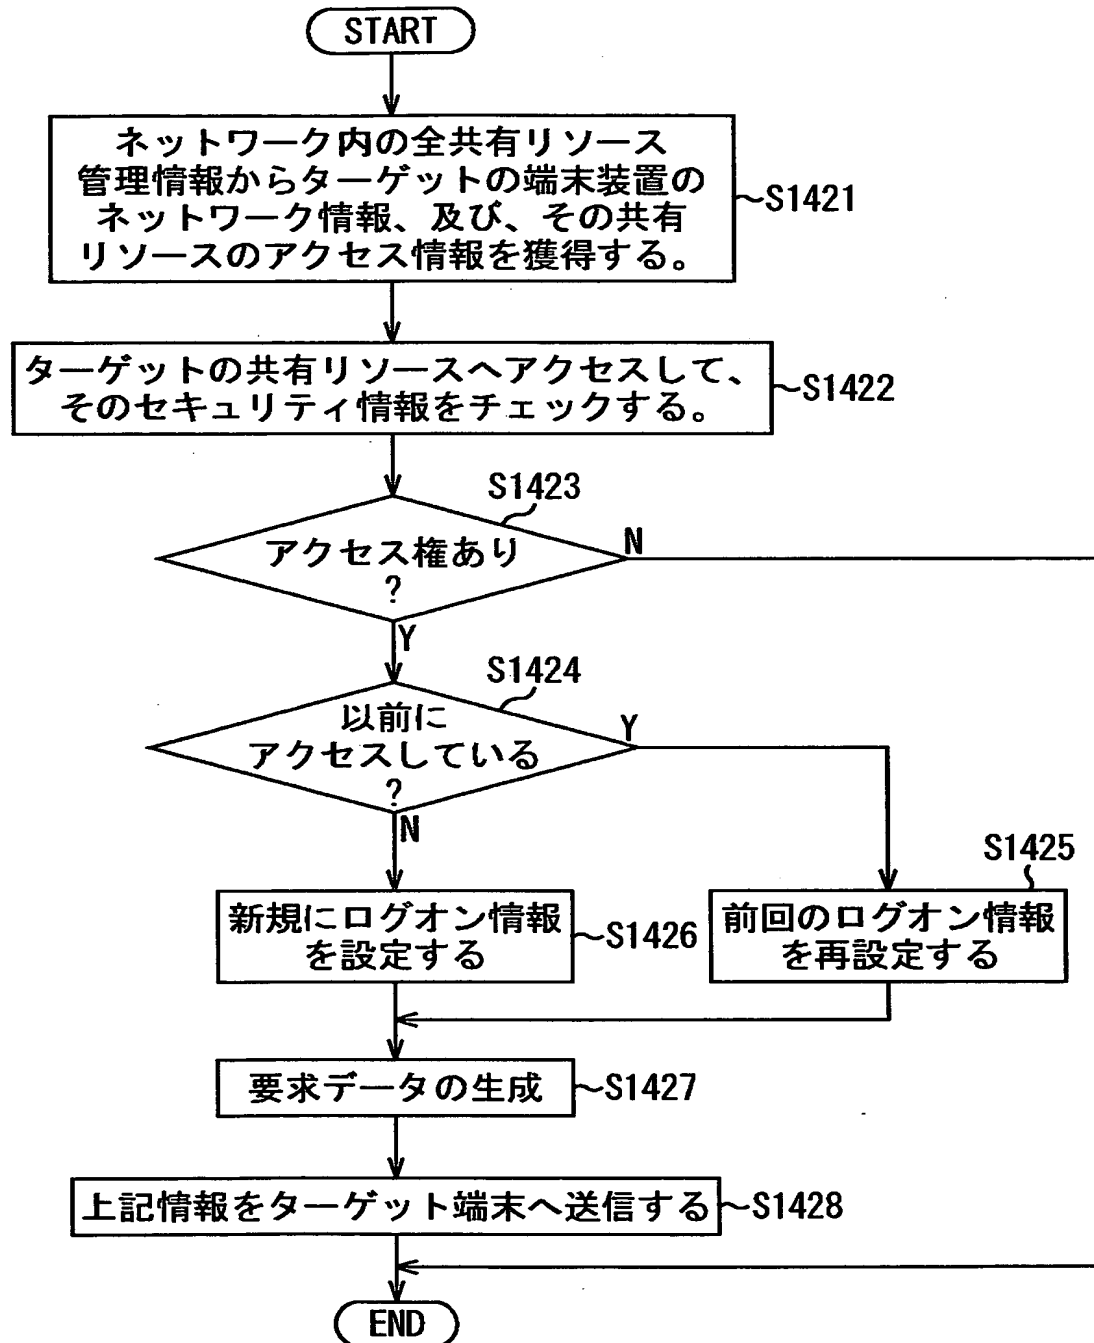 START
ネットワーク内の全共有リソース
管理情報からターゲットの端末装置の
ネットワーク情報、及び、その共有
リソースのアクセス情報を獲得する。
~S1421
ターゲットの共有リソースへアクセスして、
そのセキュリティ情報をチェックする。
~S1422
S1423
アクセス権あり
?
N
Y
S1424
以前に
アクセスしている
?
Y
N
S1425
新規にログオン情報
を設定する
~S1426
前回のログオン情報
を再設定する
要求データの生成
~S1427
上記情報をターゲット端末へ送信する
~S1428
END